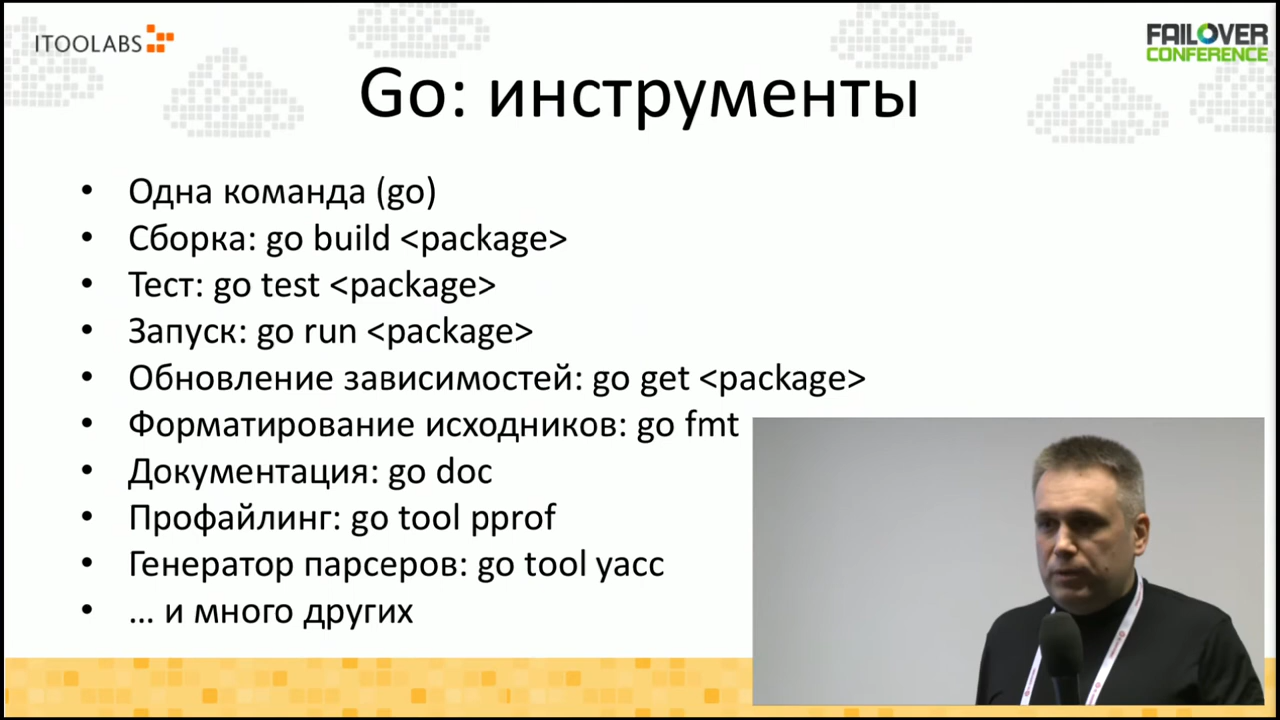 ITOOLABS
FAILOVER
CONFERENCE
Go: инструменты
• Одна команда (go)
• Сборка: go build <package>
• Тест: go test <package>
• Запуск: go run <package>
• Обновление зависимостей: go get <package>
• Форматирование исходников: go fmt
• Документация: go doc
• Профайлинг: go tool pprof
• Генератор парсеров: go tool yacc
• ... и много других